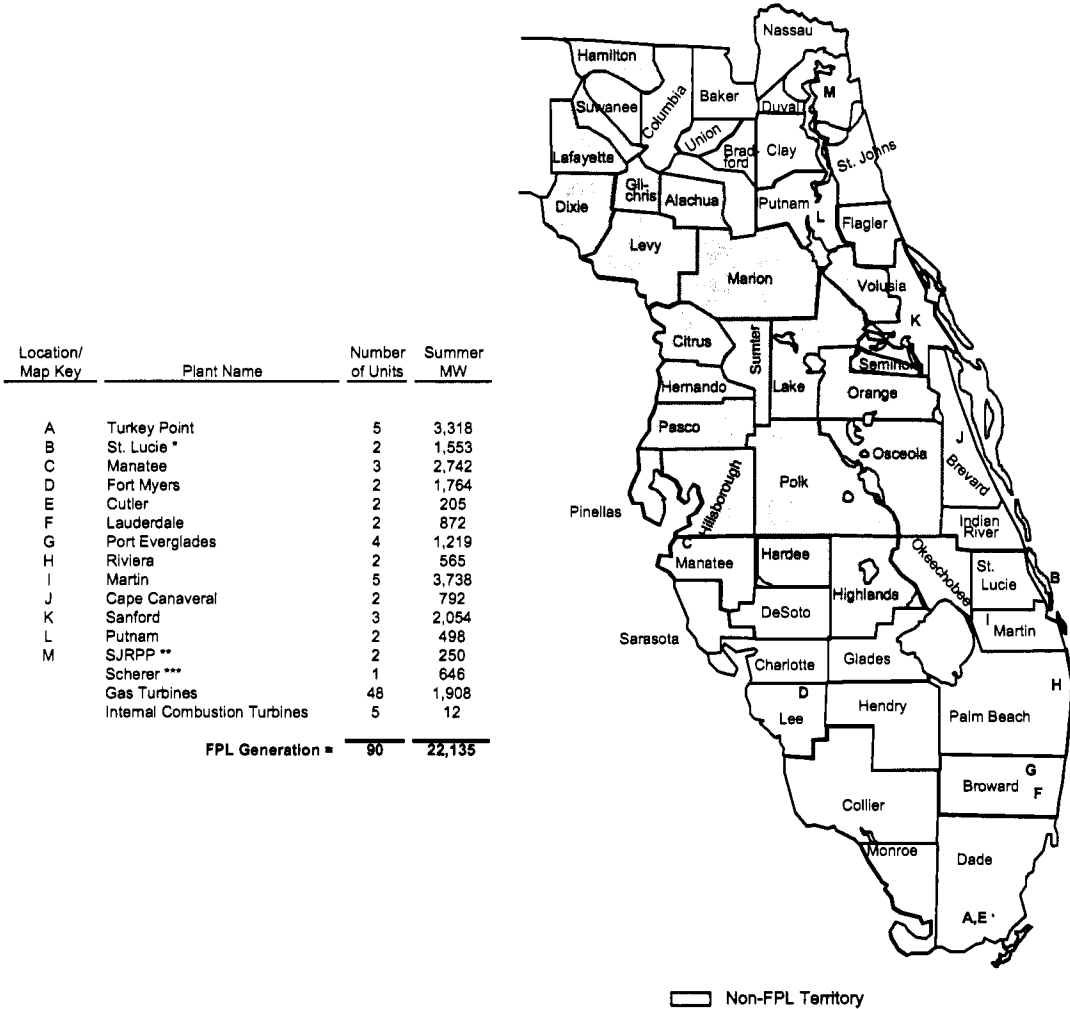 Location/ Map Key Plant Name Number of Units Summer MW
A Turkey Point 5 3,318
B St. Lucie * 2 1,553
C Manatee 3 2,742
D Fort Myers 2 1,764
E Cutler 2 205
F Lauderdale 2 872
G Port Everglades 4 1,219
H Riviera 2 565
I Martin 5 3,738
J Cape Canaveral 2 792
K Sanford 3 2,054
L Putnam 2 498
M SJRPP ** 2 250
Scherer *** 1 646
Gas Turbines 48 1,908
Internal Combustion Turbines 5 12
FPL Generation = 90 22,135
Nassau
Hamilton
M
Baker
Columbia
Duval
Suwanee
Union
Brad-
ford
Clay
St. Johns
Lafayette
Gil-
chris
Alachua
Dixie
Putnam
L
Flagler
Levy
Marion
Volusia
K
Citrus
Sumter
Seminol
Hernando
Lake
Orange
Pasco
J
Osceola
Brevard
Polk
Hillsborough
Pinellas
Indian
River
C
Manatee
Hardee
Okeechobee
St.
Lucie
B
Highlands
DeSoto
I
Martin
Sarasota
Charlotte
Glades
H
D
Lee
Hendry
Palm Beach
G
Broward
F
Collier
Monroe
Dade
A,E
Non-FPL Territory